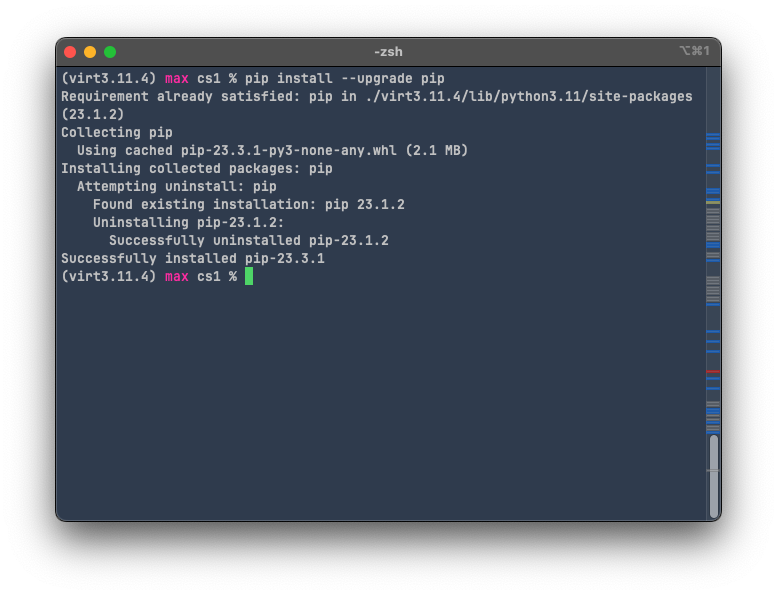 -zsh
⌥⌘1
(virt3.11.4) max cs1 % pip install --upgrade pip
Requirement already satisfied: pip in ./virt3.11.4/lib/python3.11/site-packages
(23.1.2)
Collecting pip
  Using cached pip-23.3.1-py3-none-any.whl (2.1 MB)
Installing collected packages: pip
  Attempting uninstall: pip
    Found existing installation: pip 23.1.2
    Uninstalling pip-23.1.2:
      Successfully uninstalled pip-23.1.2
Successfully installed pip-23.3.1
(virt3.11.4) max cs1 %